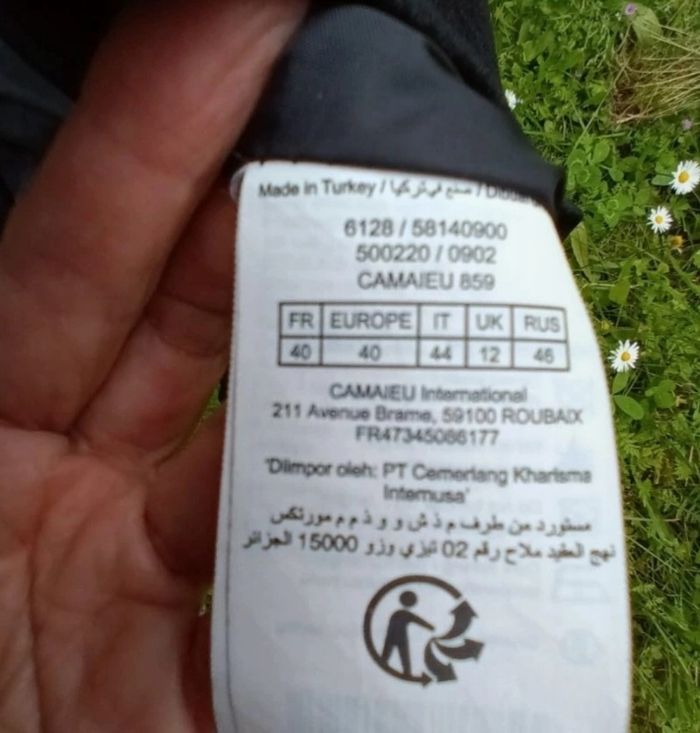 Made in Turkey / صنع في تركيا /
6128 / 58140900
500220 / 0902
CAMAIEU 859
FR EUROPE IT UK RUS
40 40 44 12 46
CAMAIEU International
211 Avenue Brame, 59100 ROUBAIX
FR47345086177
'Diimpor oleh: PT Cemerlang Kharisma
Internusa'
مستورد من طرف م ذ ش و و ذ م م مورتكس
نهج العقيد ملاح رقم 02 تيزي وزو 15000 الجزائر